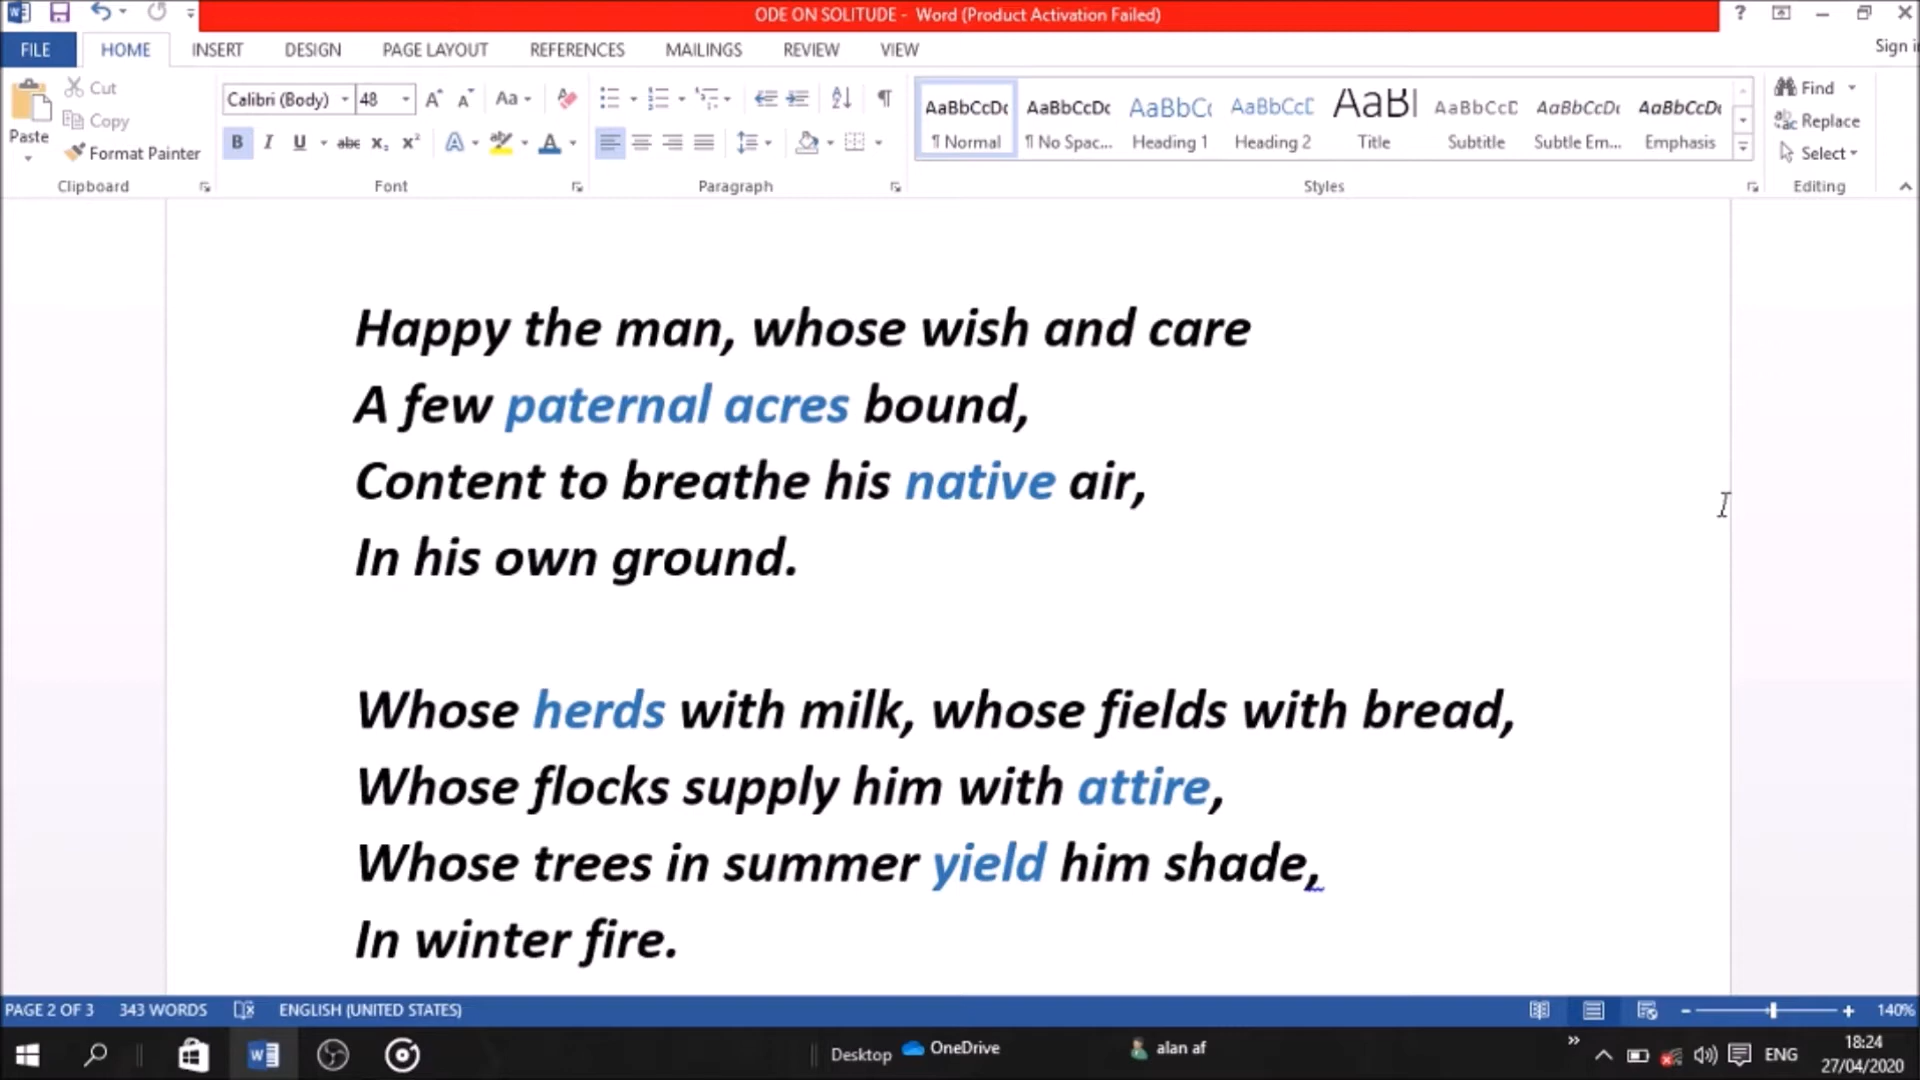 ODE ON SOLITUDE - Word (Product Activation Failed)
FILE HOME INSERT DESIGN PAGE LAYOUT REFERENCES MAILINGS REVIEW VIEW Sign
Cut
Copy
Format Painter
Paste
Clipboard
Calibri (Body) 48
Font
Paragraph
AaBbCcDc AaBbCcDc AaBbC AaBbCcD AaBl AaBbCcD AaBbCcDc AaBbCcDc
¶ Normal ¶ No Spac... Heading 1 Heading 2 Title Subtitle Subtle Em... Emphasis
Styles
Find
Replace
Select
Editing
Happy the man, whose wish and care
A few paternal acres bound,
Content to breathe his native air,
In his own ground.
Whose herds with milk, whose fields with bread,
Whose flocks supply him with attire,
Whose trees in summer yield him shade,
In winter fire.
PAGE 2 OF 3 343 WORDS ENGLISH (UNITED STATES) 140%
Desktop OneDrive alan af ENG 18:24
27/04/2020